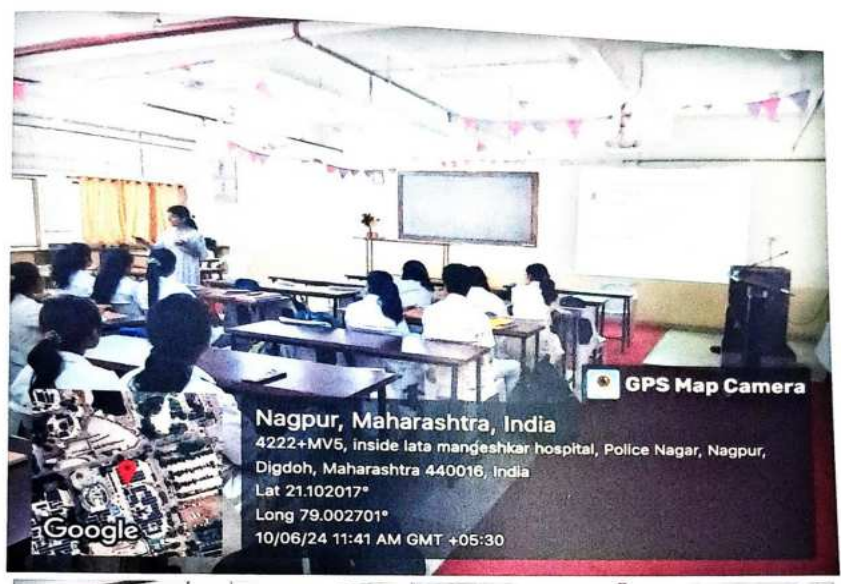 GPS Map Camera
Nagpur, Maharashtra, India
4222+MV5, inside lata mangeshkar hospital, Police Nagar, Nagpur,
Digdoh, Maharashtra 440016, India
Lat 21.102017°
Long 79.002701°
10/06/24 11:41 AM GMT +05:30
Google